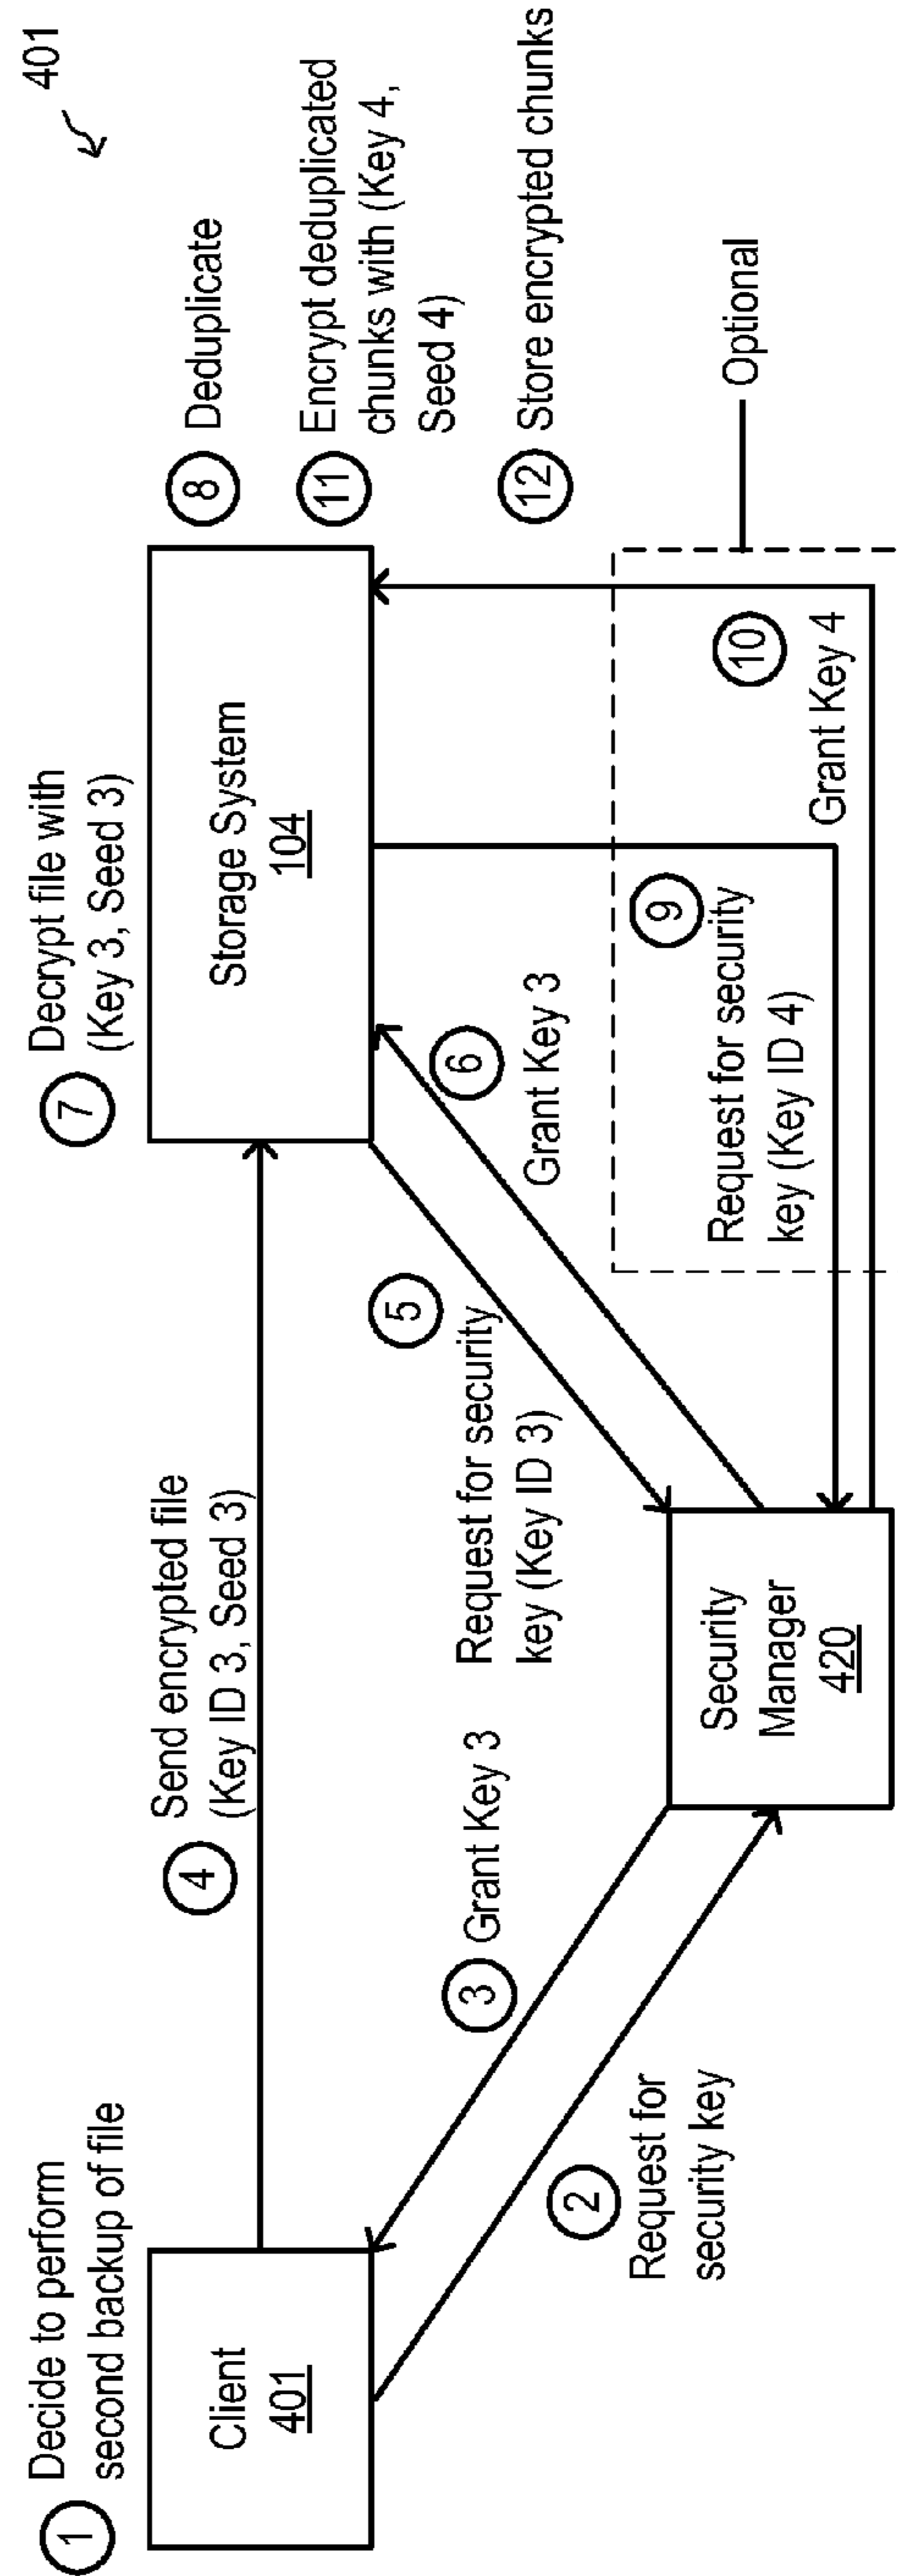 401
1 Decide to perform
second backup of file
Client
401
4 Send encrypted file
(Key ID 3, Seed 3)
7 Decrypt file with
(Key 3, Seed 3)
Storage System
104
8 Deduplicate
11 Encrypt deduplicated
chunks with (Key 4,
Seed 4)
12 Store encrypted chunks
2
Request for
security key
3 Grant Key 3
5
Request for security
key (Key ID 3)
6
Grant Key 3
Security
Manager
420
9
Request for security
key (Key ID 4)
10
Grant Key 4
Optional